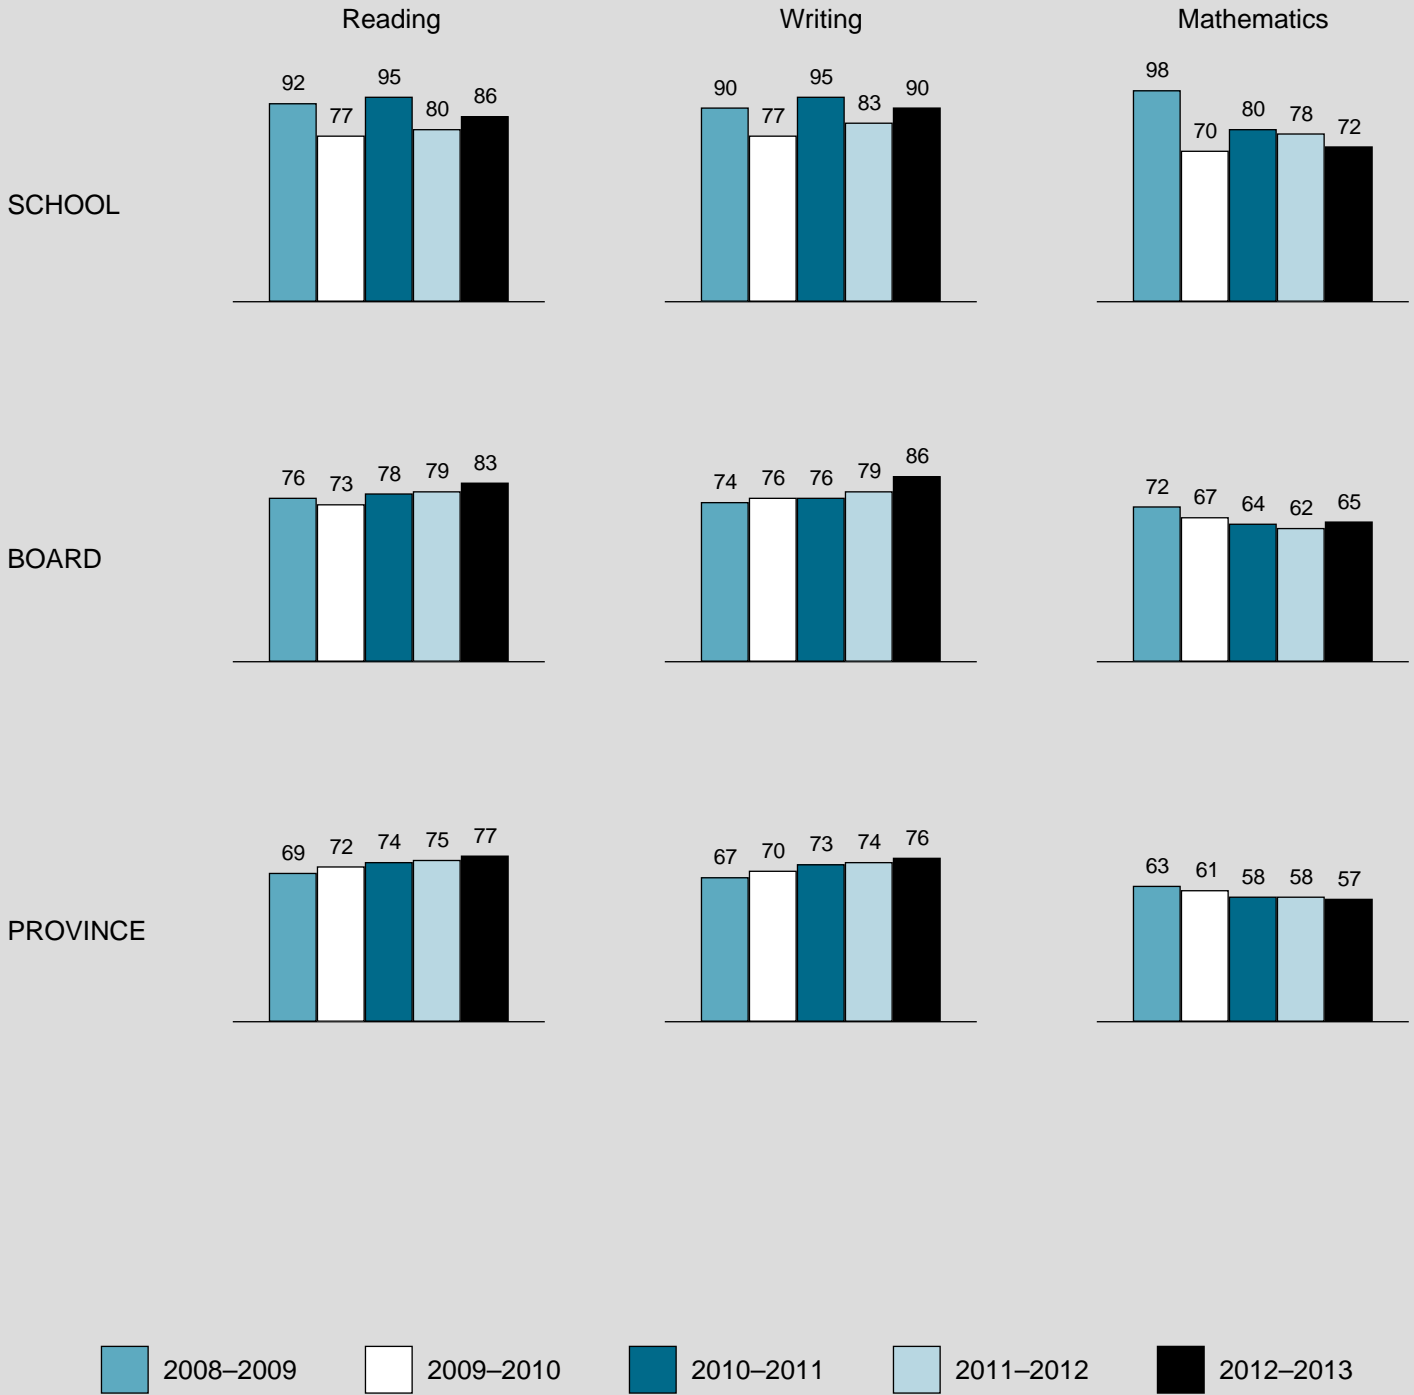 Reading Writing Mathematics
SCHOOL
92 77 95 80 86
90 77 95 83 90
98 70 80 78 72
BOARD
76 73 78 79 83
74 76 76 79 86
72 67 64 62 65
PROVINCE
69 72 74 75 77
67 70 73 74 76
63 61 58 58 57
2008–2009 2009–2010 2010–2011 2011–2012 2012–2013